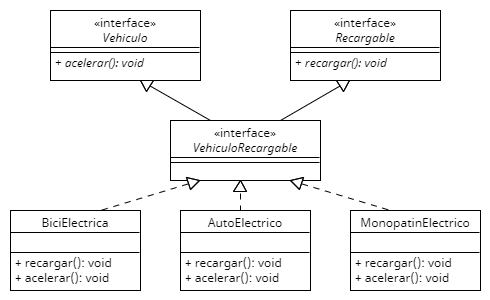 «interface»
Vehiculo
+ acelerar(): void
«interface»
Recargable
+ recargar(): void
«interface»
VehiculoRecargable
BiciElectrica
+ recargar(): void
+ acelerar(): void
AutoElectrico
+ recargar(): void
+ acelerar(): void
MonopatinElectrico
+ recargar(): void
+ acelerar(): void